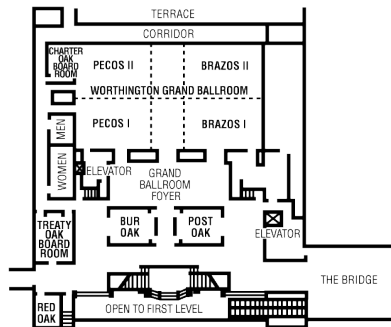 TERRACE
CORRIDOR
CHARTER
OAK
BOARD
ROOM
PECOS II
BRAZOS II
WORTHINGTON GRAND BALLROOM
MEN
PECOS I
BRAZOS I
WOMEN
ELEVATOR
GRAND
BALLROOM
FOYER
TREATY
OAK
BOARD
ROOM
BUR
OAK
POST
OAK
ELEVATOR
THE BRIDGE
RED
OAK
OPEN TO FIRST LEVEL